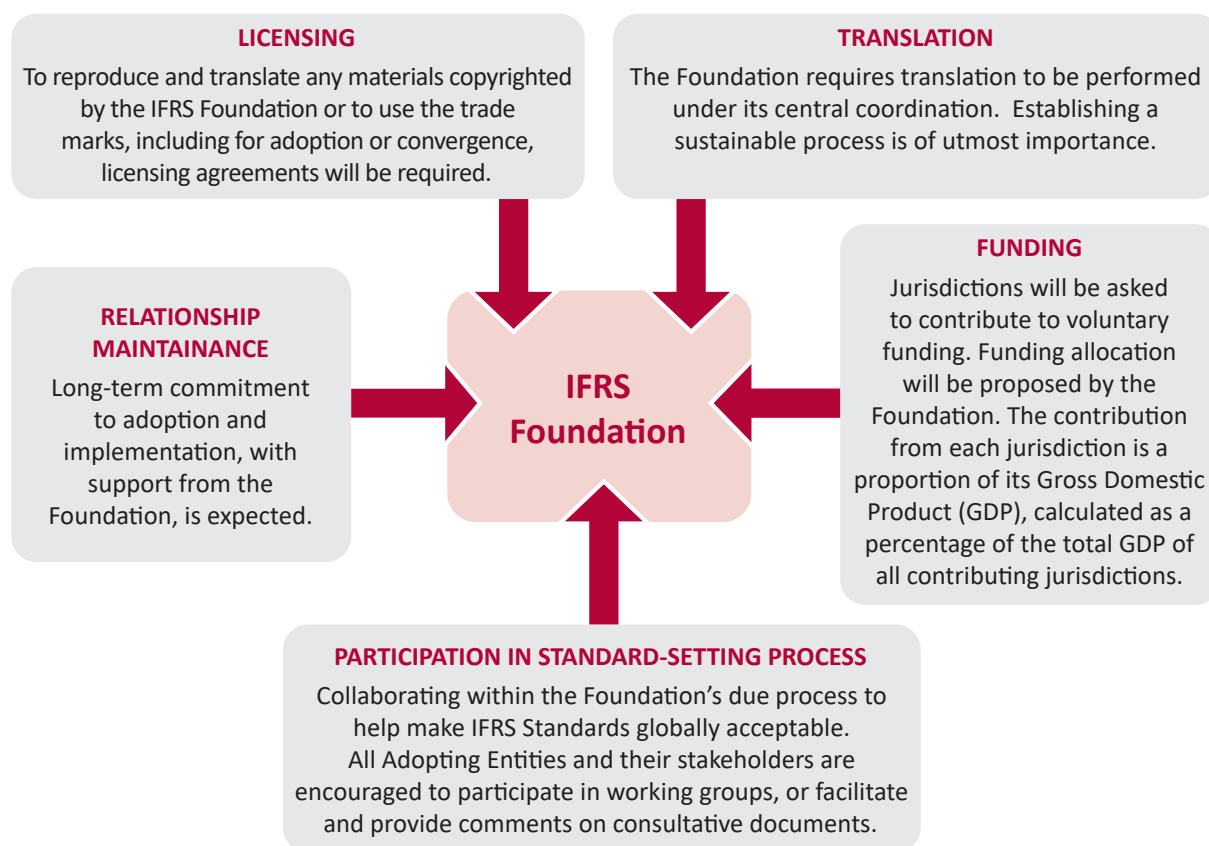 LICENSING
To reproduce and translate any materials copyrighted
by the IFRS Foundation or to use the trade
marks, including for adoption or convergence,
licensing agreements will be required.
TRANSLATION
The Foundation requires translation to be performed
under its central coordination.  Establishing a
sustainable process is of utmost importance.
RELATIONSHIP
MAINTAINANCE
Long-term commitment
to adoption and
implementation, with
support from the
Foundation, is expected.
IFRS
Foundation
FUNDING
Jurisdictions will be asked
to contribute to voluntary
funding. Funding allocation
will be proposed by the
Foundation. The contribution
from each jurisdiction is a
proportion of its Gross Domestic
Product (GDP), calculated as a
percentage of the total GDP of
all contributing jurisdictions.
PARTICIPATION IN STANDARD-SETTING PROCESS
Collaborating within the Foundation’s due process to
help make IFRS Standards globally acceptable.
All Adopting Entities and their stakeholders are
encouraged to participate in working groups, or facilitate
and provide comments on consultative documents.